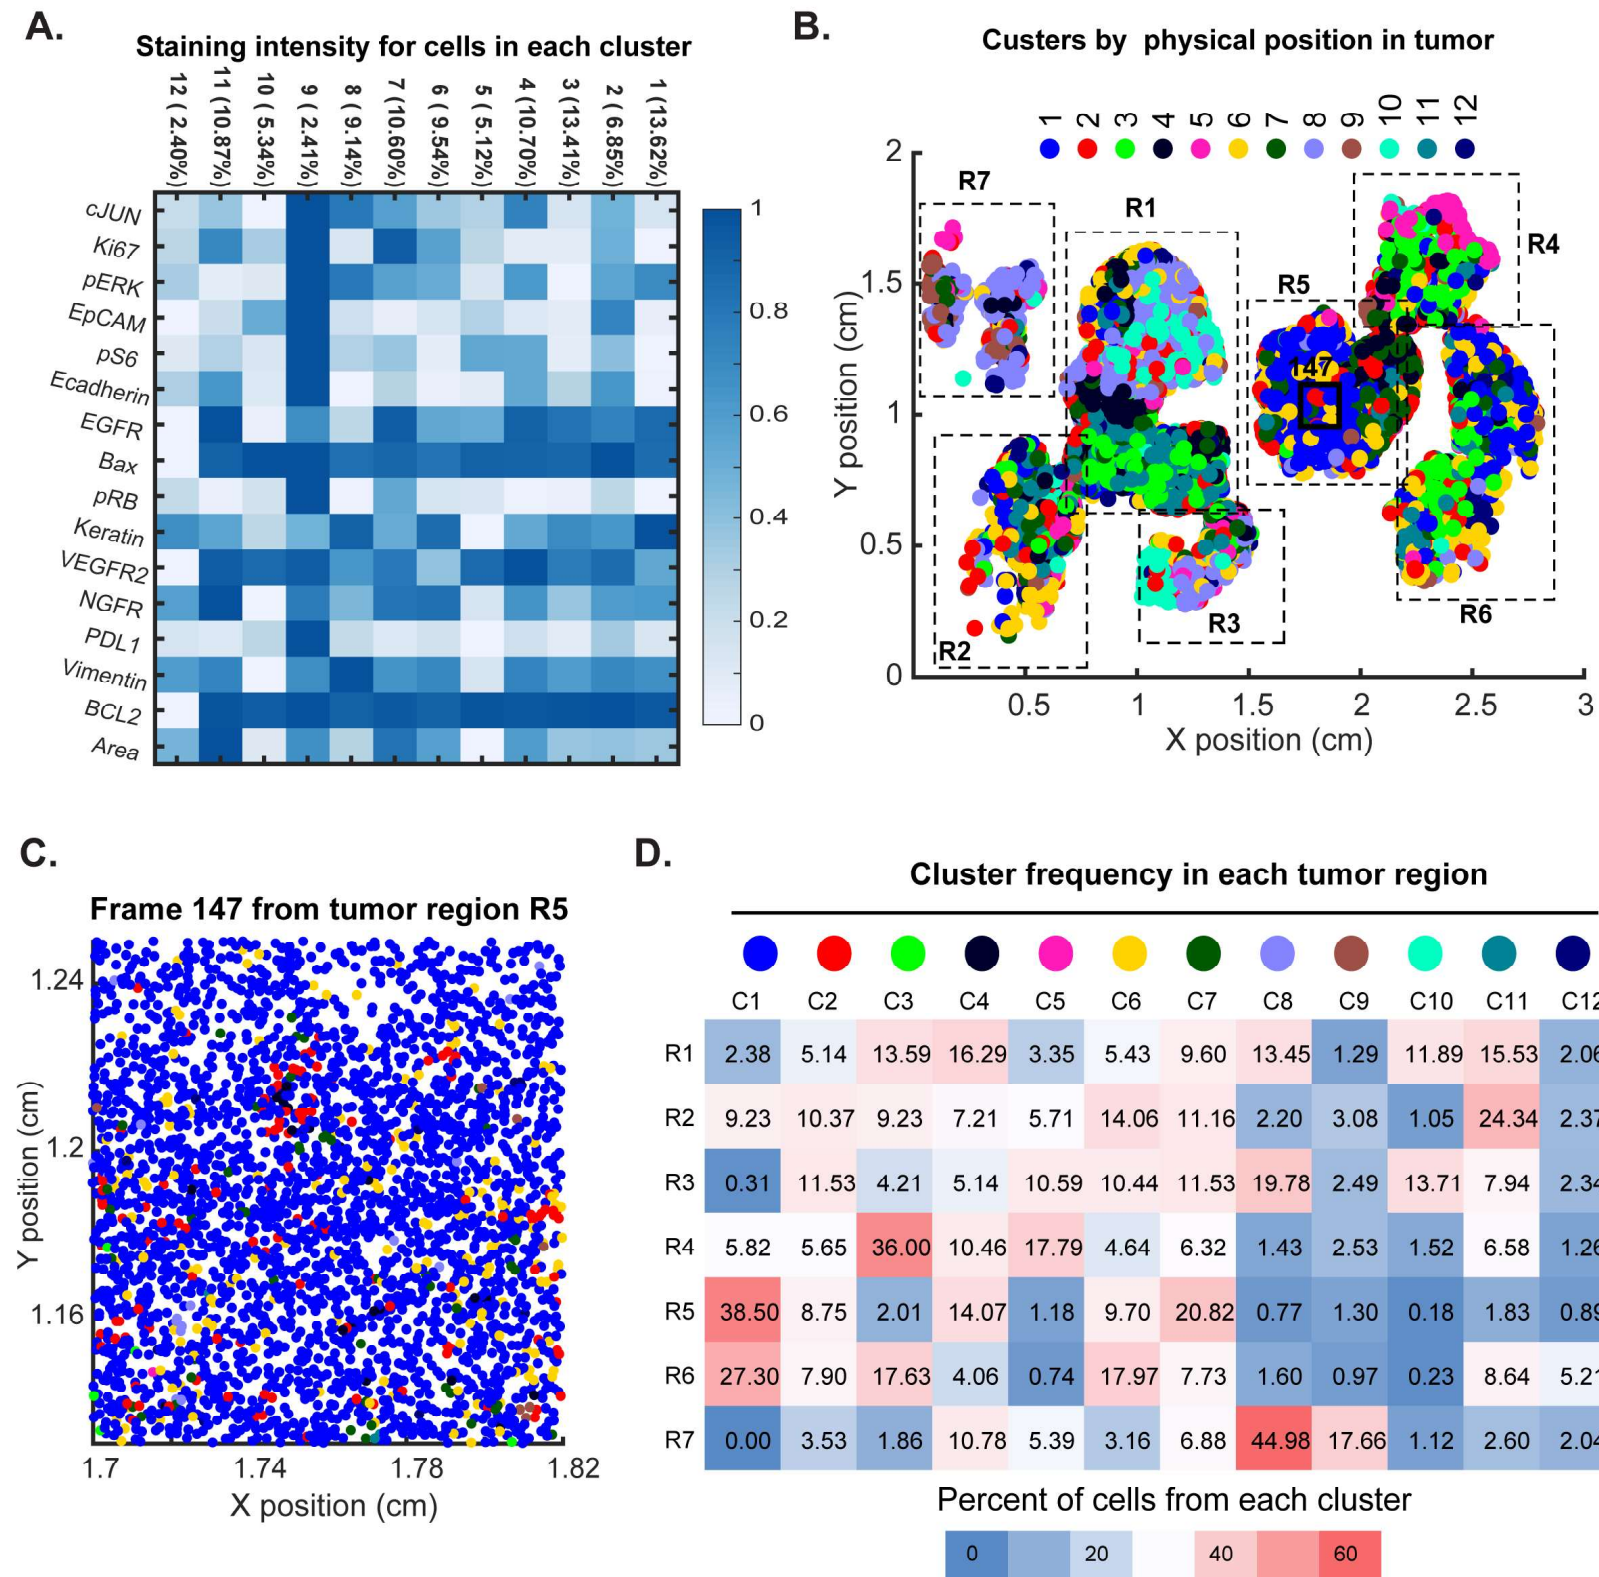 A.
Staining intensity for cells in each cluster
12 ( 2.40%)
11 (10.87%)
10 ( 5.34%)
9 ( 2.41%)
8 ( 9.14%)
7 (10.60%)
6 ( 9.54%)
5 ( 5.12%)
4 (10.70%)
3 (13.41%)
2 ( 6.85%)
1 (13.62%)
cJUN
Ki67
pERK
EpCAM
pS6
Ecadherin
EGFR
Bax
pRB
Keratin
VEGFR2
NGFR
PDL1
Vimentin
BCL2
Area
1
0.8
0.6
0.4
0.2
0
B.
Custers by physical position in tumor
1 2 3 4 5 6 7 8 9 10 11 12
2
1.5
1
0.5
0
Y position (cm)
R7
R1
R4
R5
147
R2
R3
R6
0.5 1 1.5 2 2.5 3
X position (cm)
C.
Frame 147 from tumor region R5
1.24
1.2
1.16
Y position (cm)
1.7 1.74 1.78 1.82
X position (cm)
D.
Cluster frequency in each tumor region
C1 C2 C3 C4 C5 C6 C7 C8 C9 C10 C11 C12
R1 2.38 5.14 13.59 16.29 3.35 5.43 9.60 13.45 1.29 11.89 15.53 2.06
R2 9.23 10.37 9.23 7.21 5.71 14.06 11.16 2.20 3.08 1.05 24.34 2.37
R3 0.31 11.53 4.21 5.14 10.59 10.44 11.53 19.78 2.49 13.71 7.94 2.34
R4 5.82 5.65 36.00 10.46 17.79 4.64 6.32 1.43 2.53 1.52 6.58 1.26
R5 38.50 8.75 2.01 14.07 1.18 9.70 20.82 0.77 1.30 0.18 1.83 0.89
R6 27.30 7.90 17.63 4.06 0.74 17.97 7.73 1.60 0.97 0.23 8.64 5.21
R7 0.00 3.53 1.86 10.78 5.39 3.16 6.88 44.98 17.66 1.12 2.60 2.04
Percent of cells from each cluster
0 20 40 60